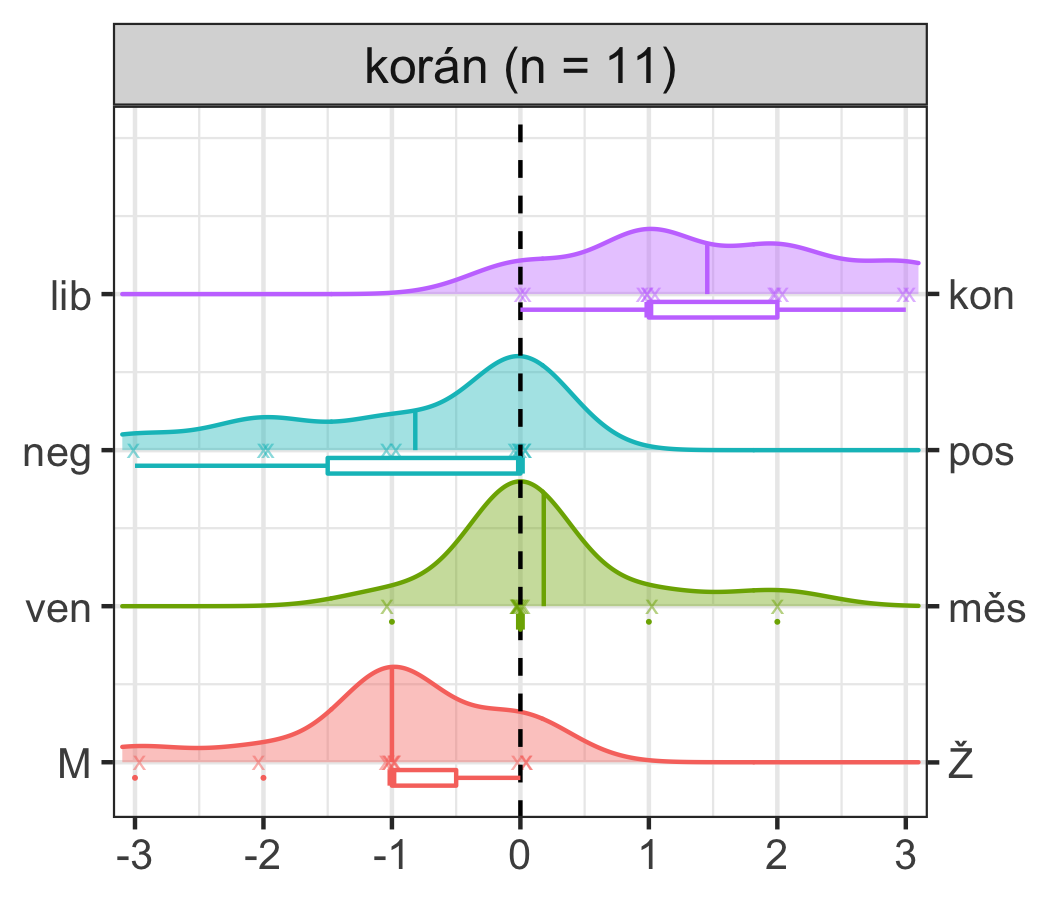 korán (n = 11)
lib kon
neg pos
ven měs
M Ž
-3 -2 -1 0 1 2 3